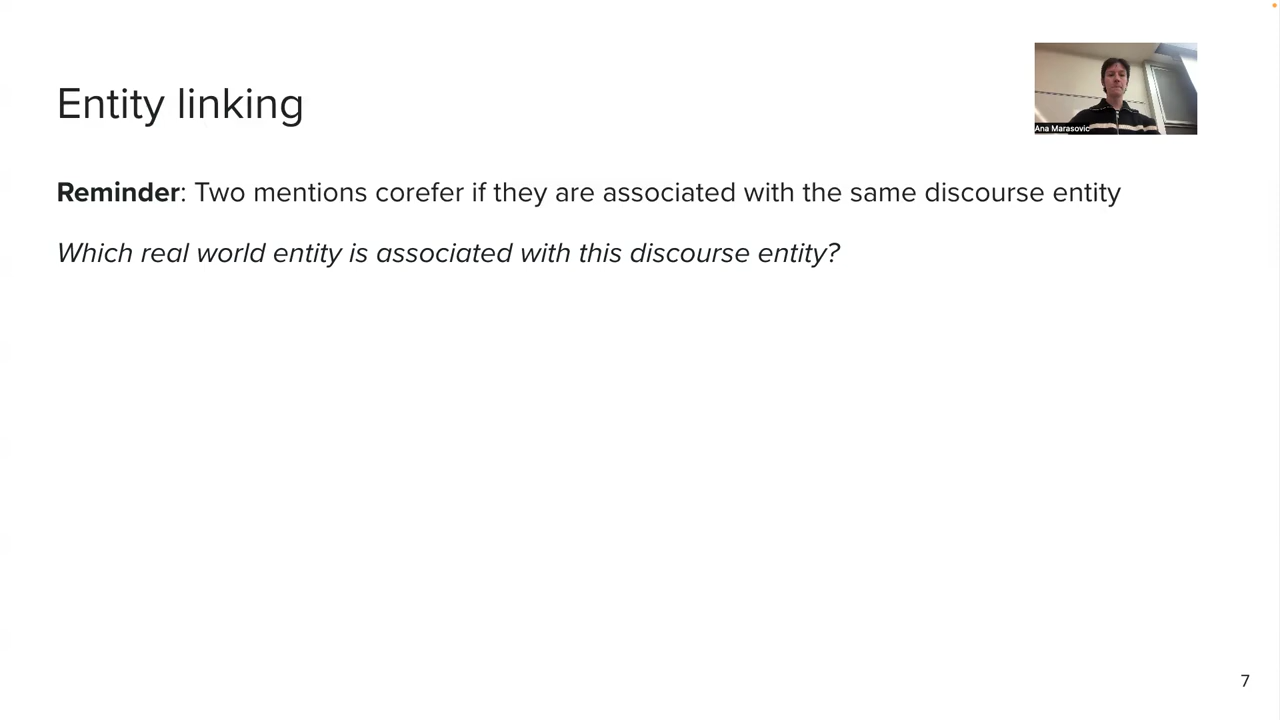 Entity linking
Ana Marasovic
Reminder: Two mentions corefer if they are associated with the same discourse entity
Which real world entity is associated with this discourse entity?
7